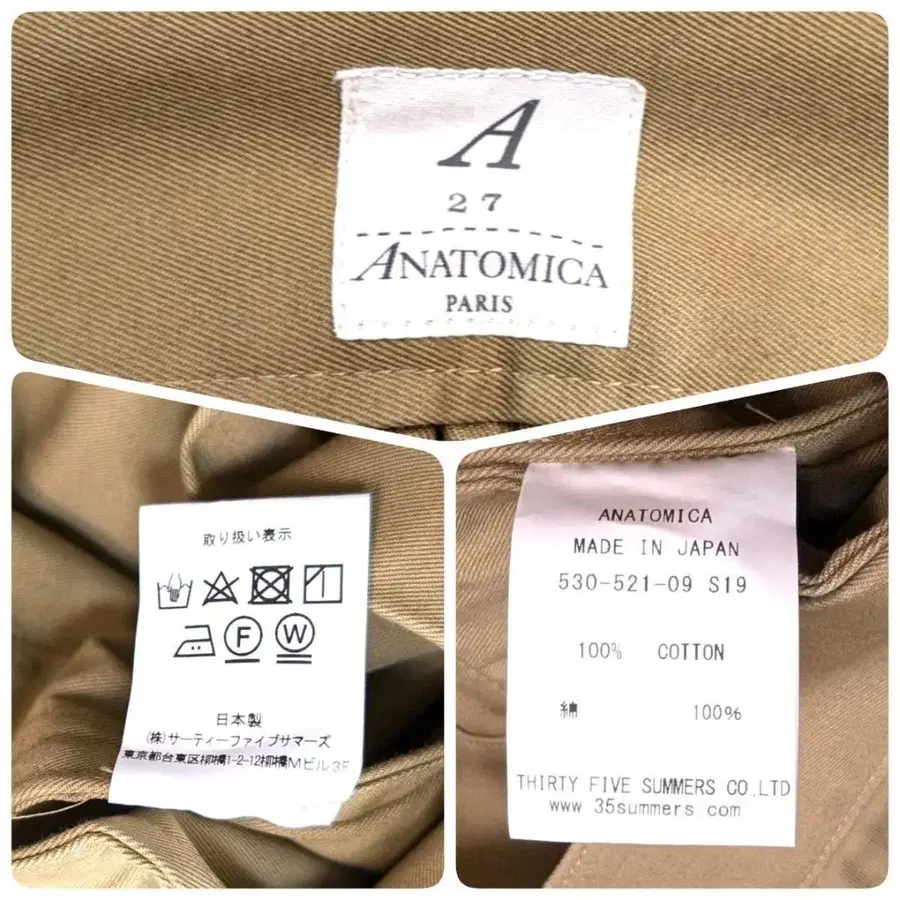 A
27
ANATOMICA
PARIS
取り扱い表示
F W
日本製
(株)サーティーファイブサマーズ
東京都台東区柳橋1-2-12柳橋Mビル3F
ANATOMICA
MADE IN JAPAN
530-521-09 S19
100% COTTON
綿 100%
THIRTY FIVE SUMMERS CO.,LTD
www 35summers com